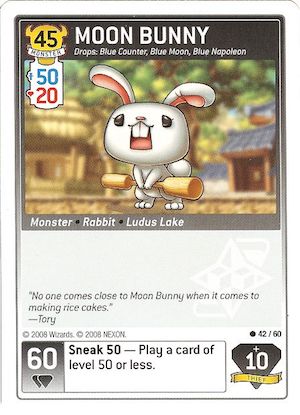 45
MONSTER
MOON BUNNY
Drops: Blue Counter, Blue Moon, Blue Napoleon
50
20
Monster • Rabbit • Ludus Lake
"No one comes close to Moon Bunny when it comes to
making rice cakes."
—Tory
© 2008 Wizards. © 2008 NEXON.
● 42 / 60
60
Sneak 50 — Play a card of
level 50 or less.
+
10
THIEF